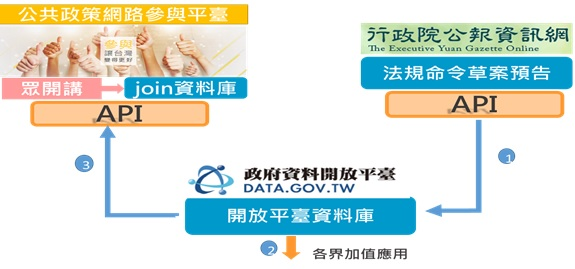 公共政策網路參與平臺
參與
讓台灣
變得更好
眾開講
join資料庫
API
行政院公報資訊網
The Executive Yuan Gazette Online
法規命令草案預告
API
3
1
政府資料開放平臺
DATA.GOV.TW
開放平臺資料庫
2
各界加值應用